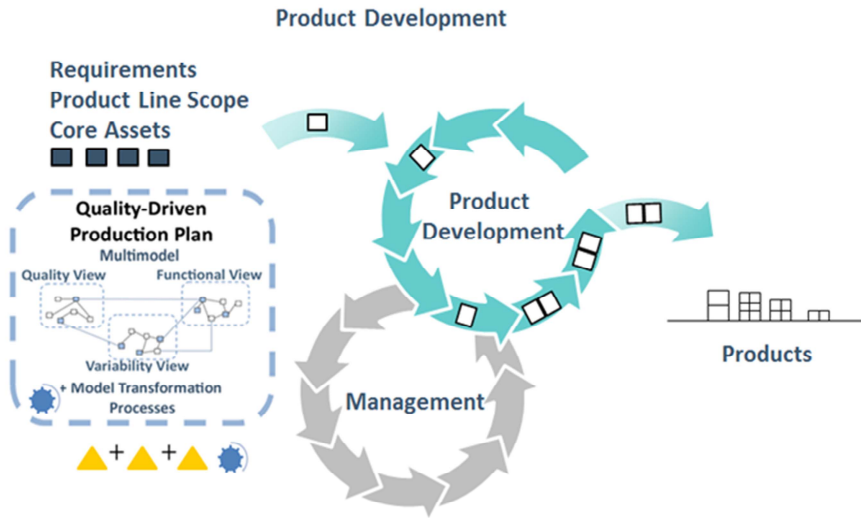 Product Development
Requirements
Product Line Scope
Core Assets
Quality-Driven
Production Plan
Multimodel
Quality View
Functional View
Variability View
+ Model Transformation
Processes
+ +
Product
Development
Management
Products